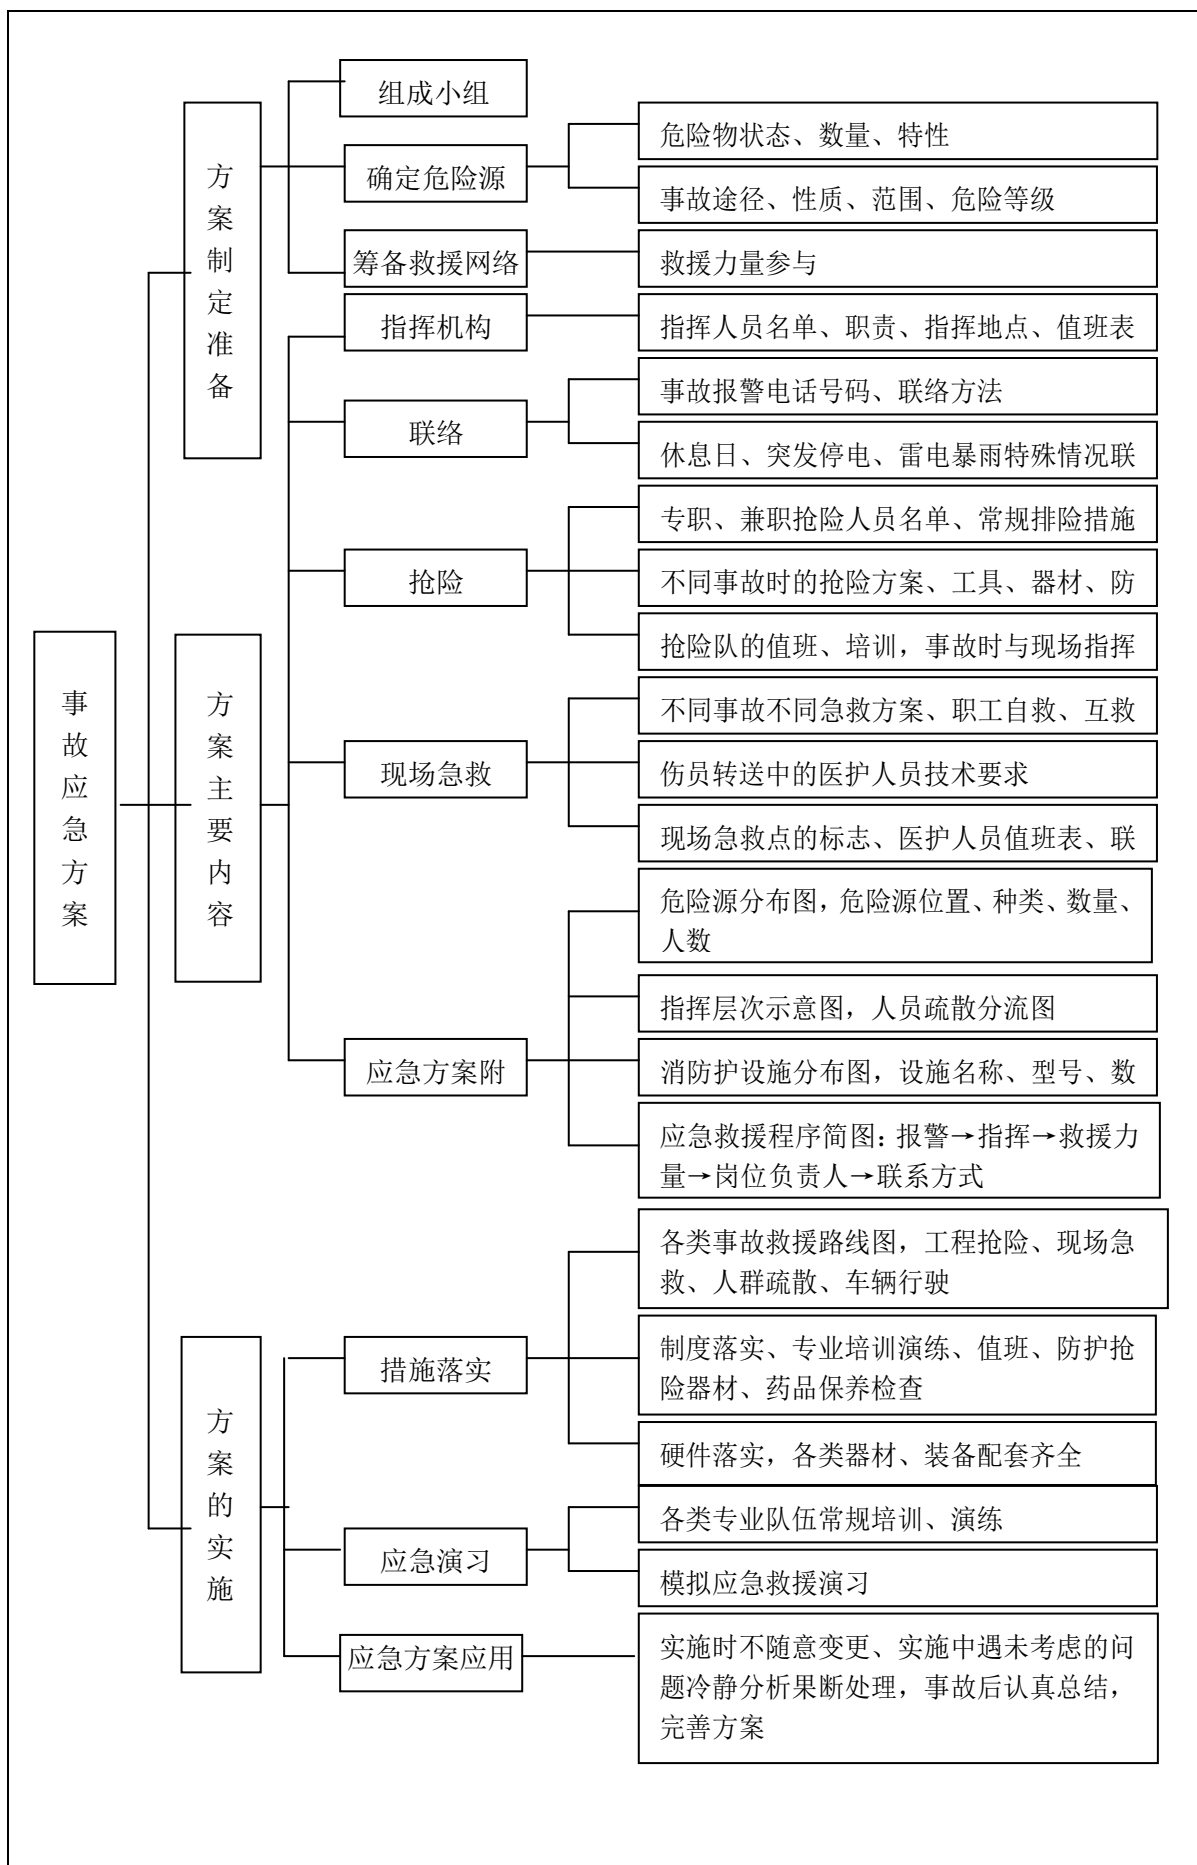 组成小组
危险物状态、数量、特性
方案制定准备
确定危险源
事故途径、性质、范围、危险等级
筹备救援网络
救援力量参与
指挥机构
指挥人员名单、职责、指挥地点、值班表
事故报警电话号码、联络方法
联络
休息日、突发停电、雷电暴雨特殊情况联
专职、兼职抢险人员名单、常规排险措施
抢险
不同事故时的抢险方案、工具、器材、防
抢险队的值班、培训，事故时与现场指挥
事故应急方案
方案主要内容
不同事故不同急救方案、职工自救、互救
现场急救
伤员转送中的医护人员技术要求
现场急救点的标志、医护人员值班表、联
危险源分布图，危险源位置、种类、数量、
人数
指挥层次示意图，人员疏散分流图
应急方案附
消防护设施分布图，设施名称、型号、数
应急救援程序简图：报警→指挥→救援力
量→岗位负责人→联系方式
各类事故救援路线图，工程抢险、现场急
救、人群疏散、车辆行驶
方案的实施
措施落实
制度落实、专业培训演练、值班、防护抢
险器材、药品保养检查
硬件落实，各类器材、装备配套齐全
各类专业队伍常规培训、演练
应急演习
模拟应急救援演习
应急方案应用
实施时不随意变更、实施中遇未考虑的问
题冷静分析果断处理，事故后认真总结，
完善方案